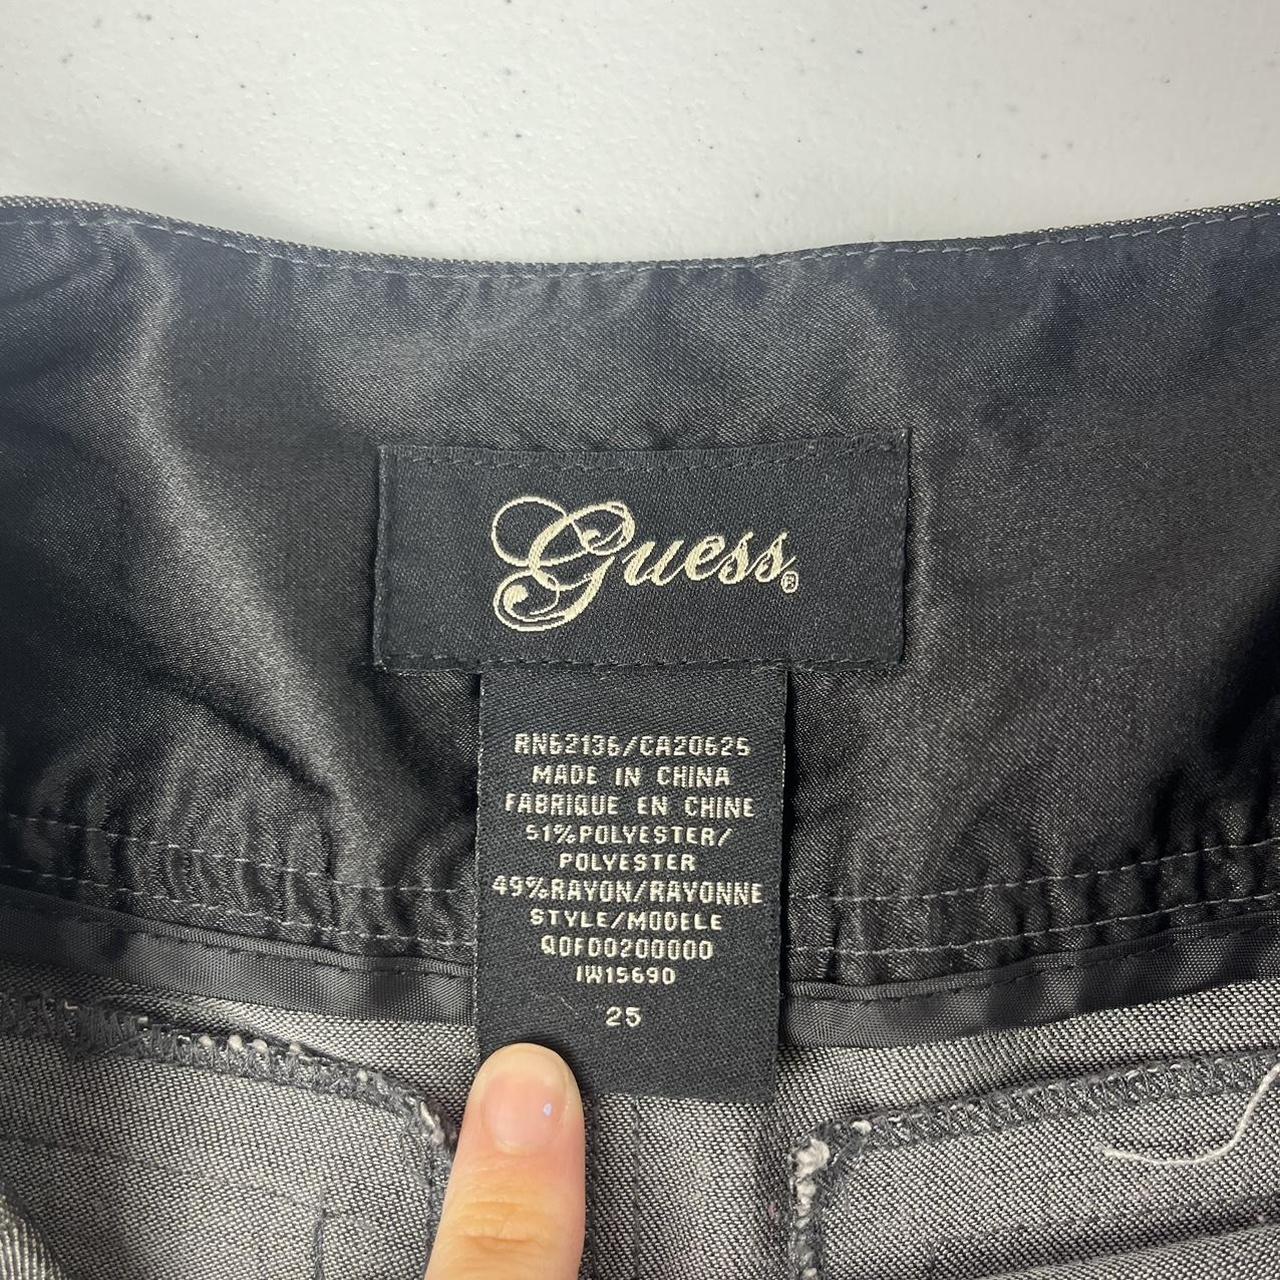 Guess®
RN62136/CA20625
MADE IN CHINA
FABRIQUE EN CHINE
51%POLYESTER/
POLYESTER
49%RAYON/RAYONNE
STYLE/MODELE
Q0FD0200000
IW15690
25